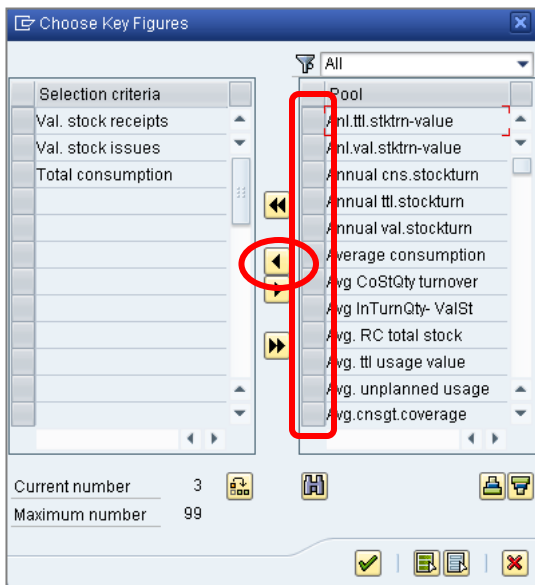 Choose Key Figures
All
Selection criteria
Val. stock receipts
Val. stock issues
Total consumption
Pool
Anl.ttl.stktrn-value
Anl.val.stktrn-value
Annual cns.stockturn
Annual ttl.stockturn
Annual val.stockturn
Average consumption
Avg CoStQty turnover
Avg InTurnQty- ValSt
Avg. RC total stock
Avg. ttl usage value
Avg. unplanned usage
Avg.cnsgt.coverage
Current number 3
Maximum number 99